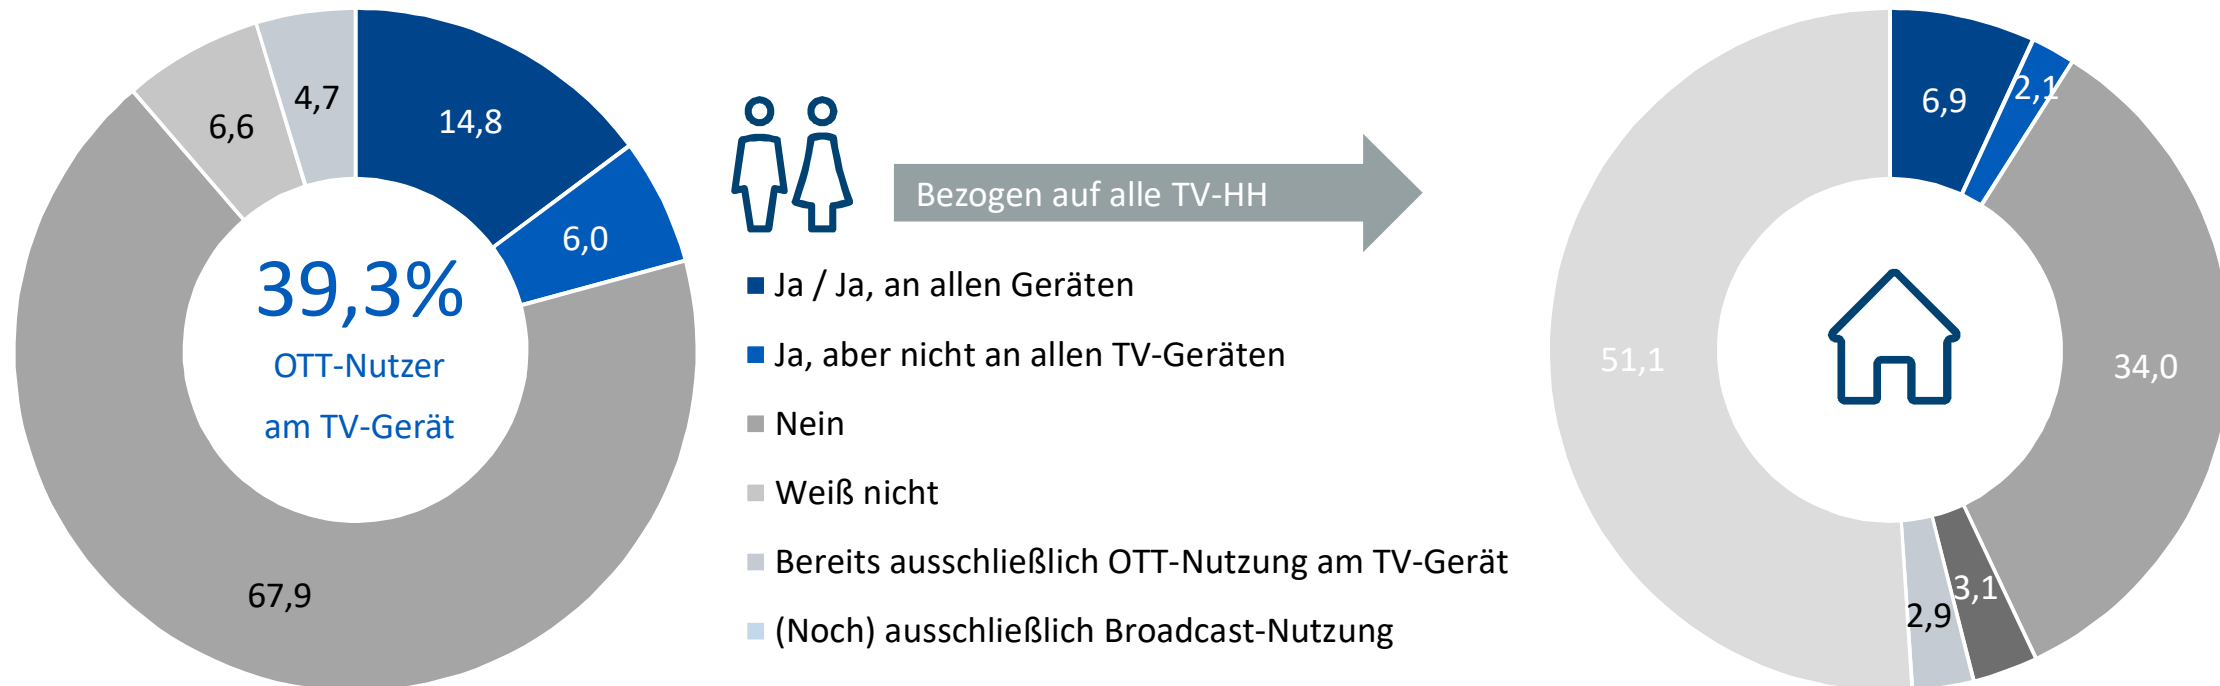 14,8
6,0
67,9
6,6
4,7
39,3%
OTT-Nutzer
am TV-Gerät
Bezogen auf alle TV-HH
Ja / Ja, an allen Geräten
Ja, aber nicht an allen TV-Geräten
Nein
Weiß nicht
Bereits ausschließlich OTT-Nutzung am TV-Gerät
(Noch) ausschließlich Broadcast-Nutzung
6,9
2,1
34,0
3,1
2,9
51,1